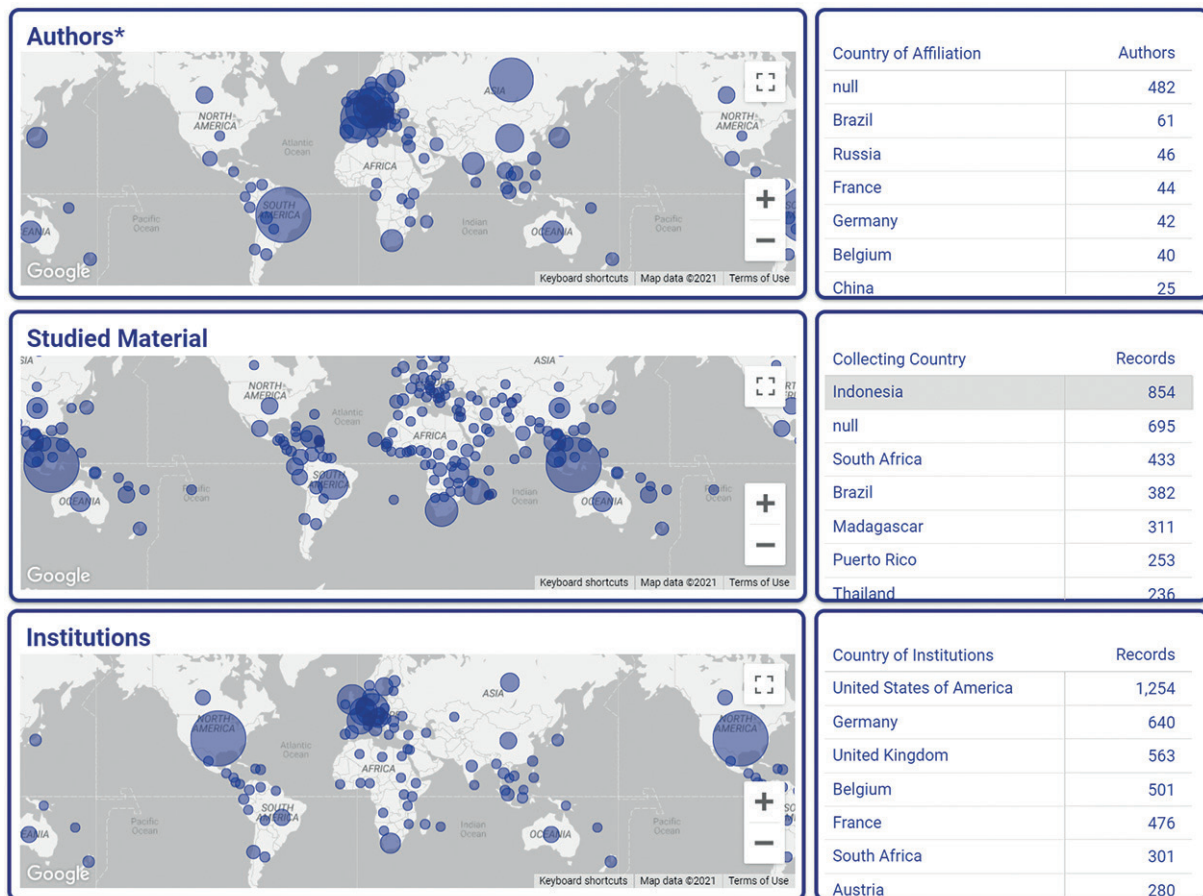 Authors*
NORTH AMERICA
Atlantic Ocean
ASIA
AFRICA
SOUTH AMERICA
Pacific Ocean
Indian Ocean
OCEANIA
NORTH AMERICA
Pacific Ocean
EANIA
Google
Keyboard shortcuts Map data ©2021 Terms of Use
Country of Affiliation Authors
null 482
Brazil 61
Russia 46
France 44
Germany 42
Belgium 40
China 25
Studied Material
SIA
NORTH AMERICA
Atlantic Ocean
ASIA
AFRICA
SOUTH AMERICA
Indian Ocean
OCEANIA
OCEANIA
Google
Keyboard shortcuts Map data ©2021 Terms of Use
Collecting Country Records
Indonesia 854
null 695
South Africa 433
Brazil 382
Madagascar 311
Puerto Rico 253
Thailand 236
Institutions
NORTH AMERICA
Atlantic Ocean
ASIA
AFRICA
SOUTH AMERICA
Pacific Ocean
Indian Ocean
OCEANIA
NORTH AMERICA
Pacific Ocean
EANIA
Google
Keyboard shortcuts Map data ©2021 Terms of Use
Country of Institutions Records
United States of America 1,254
Germany 640
United Kingdom 563
Belgium 501
France 476
South Africa 301
Austria 280